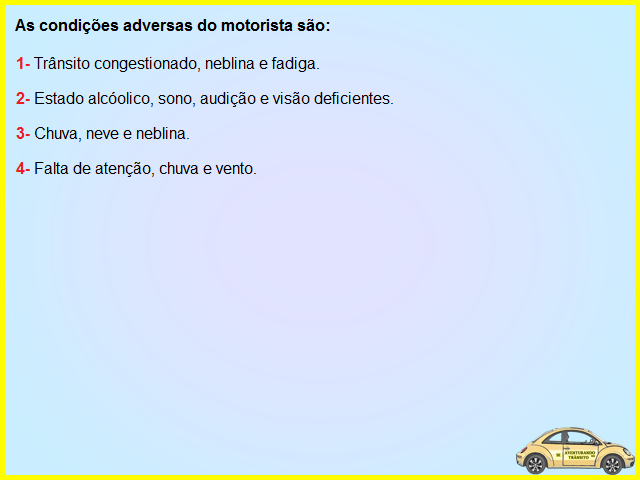 As condições adversas do motorista são:
1- Trânsito congestionado, neblina e fadiga.
2- Estado alcóolico, sono, audição e visão deficientes.
3- Chuva, neve e neblina.
4- Falta de atenção, chuva e vento.
AVENTURANDO
TRÂNSITO